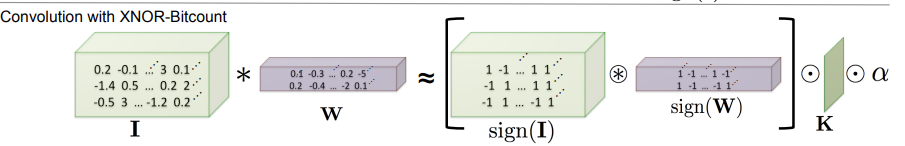 Convolution with XNOR-Bitcount
0.2 -0.1 ... 3 0.1
-1.4 0.5 ... 0.2 2
-0.5 3 ... -1.2 0.2
I
*
0.1 -0.3 ... 0.2 -5
0.2 -0.4 ... -2 0.1
W
≈
[
1 -1 ... 1 1
-1 1 ... 1 1
-1 1 ... -1 1
sign(I)
⊛
1 -1 ... 1 -1
1 -1 ... -1 1
sign(W)
]
⊙
K
⊙ α